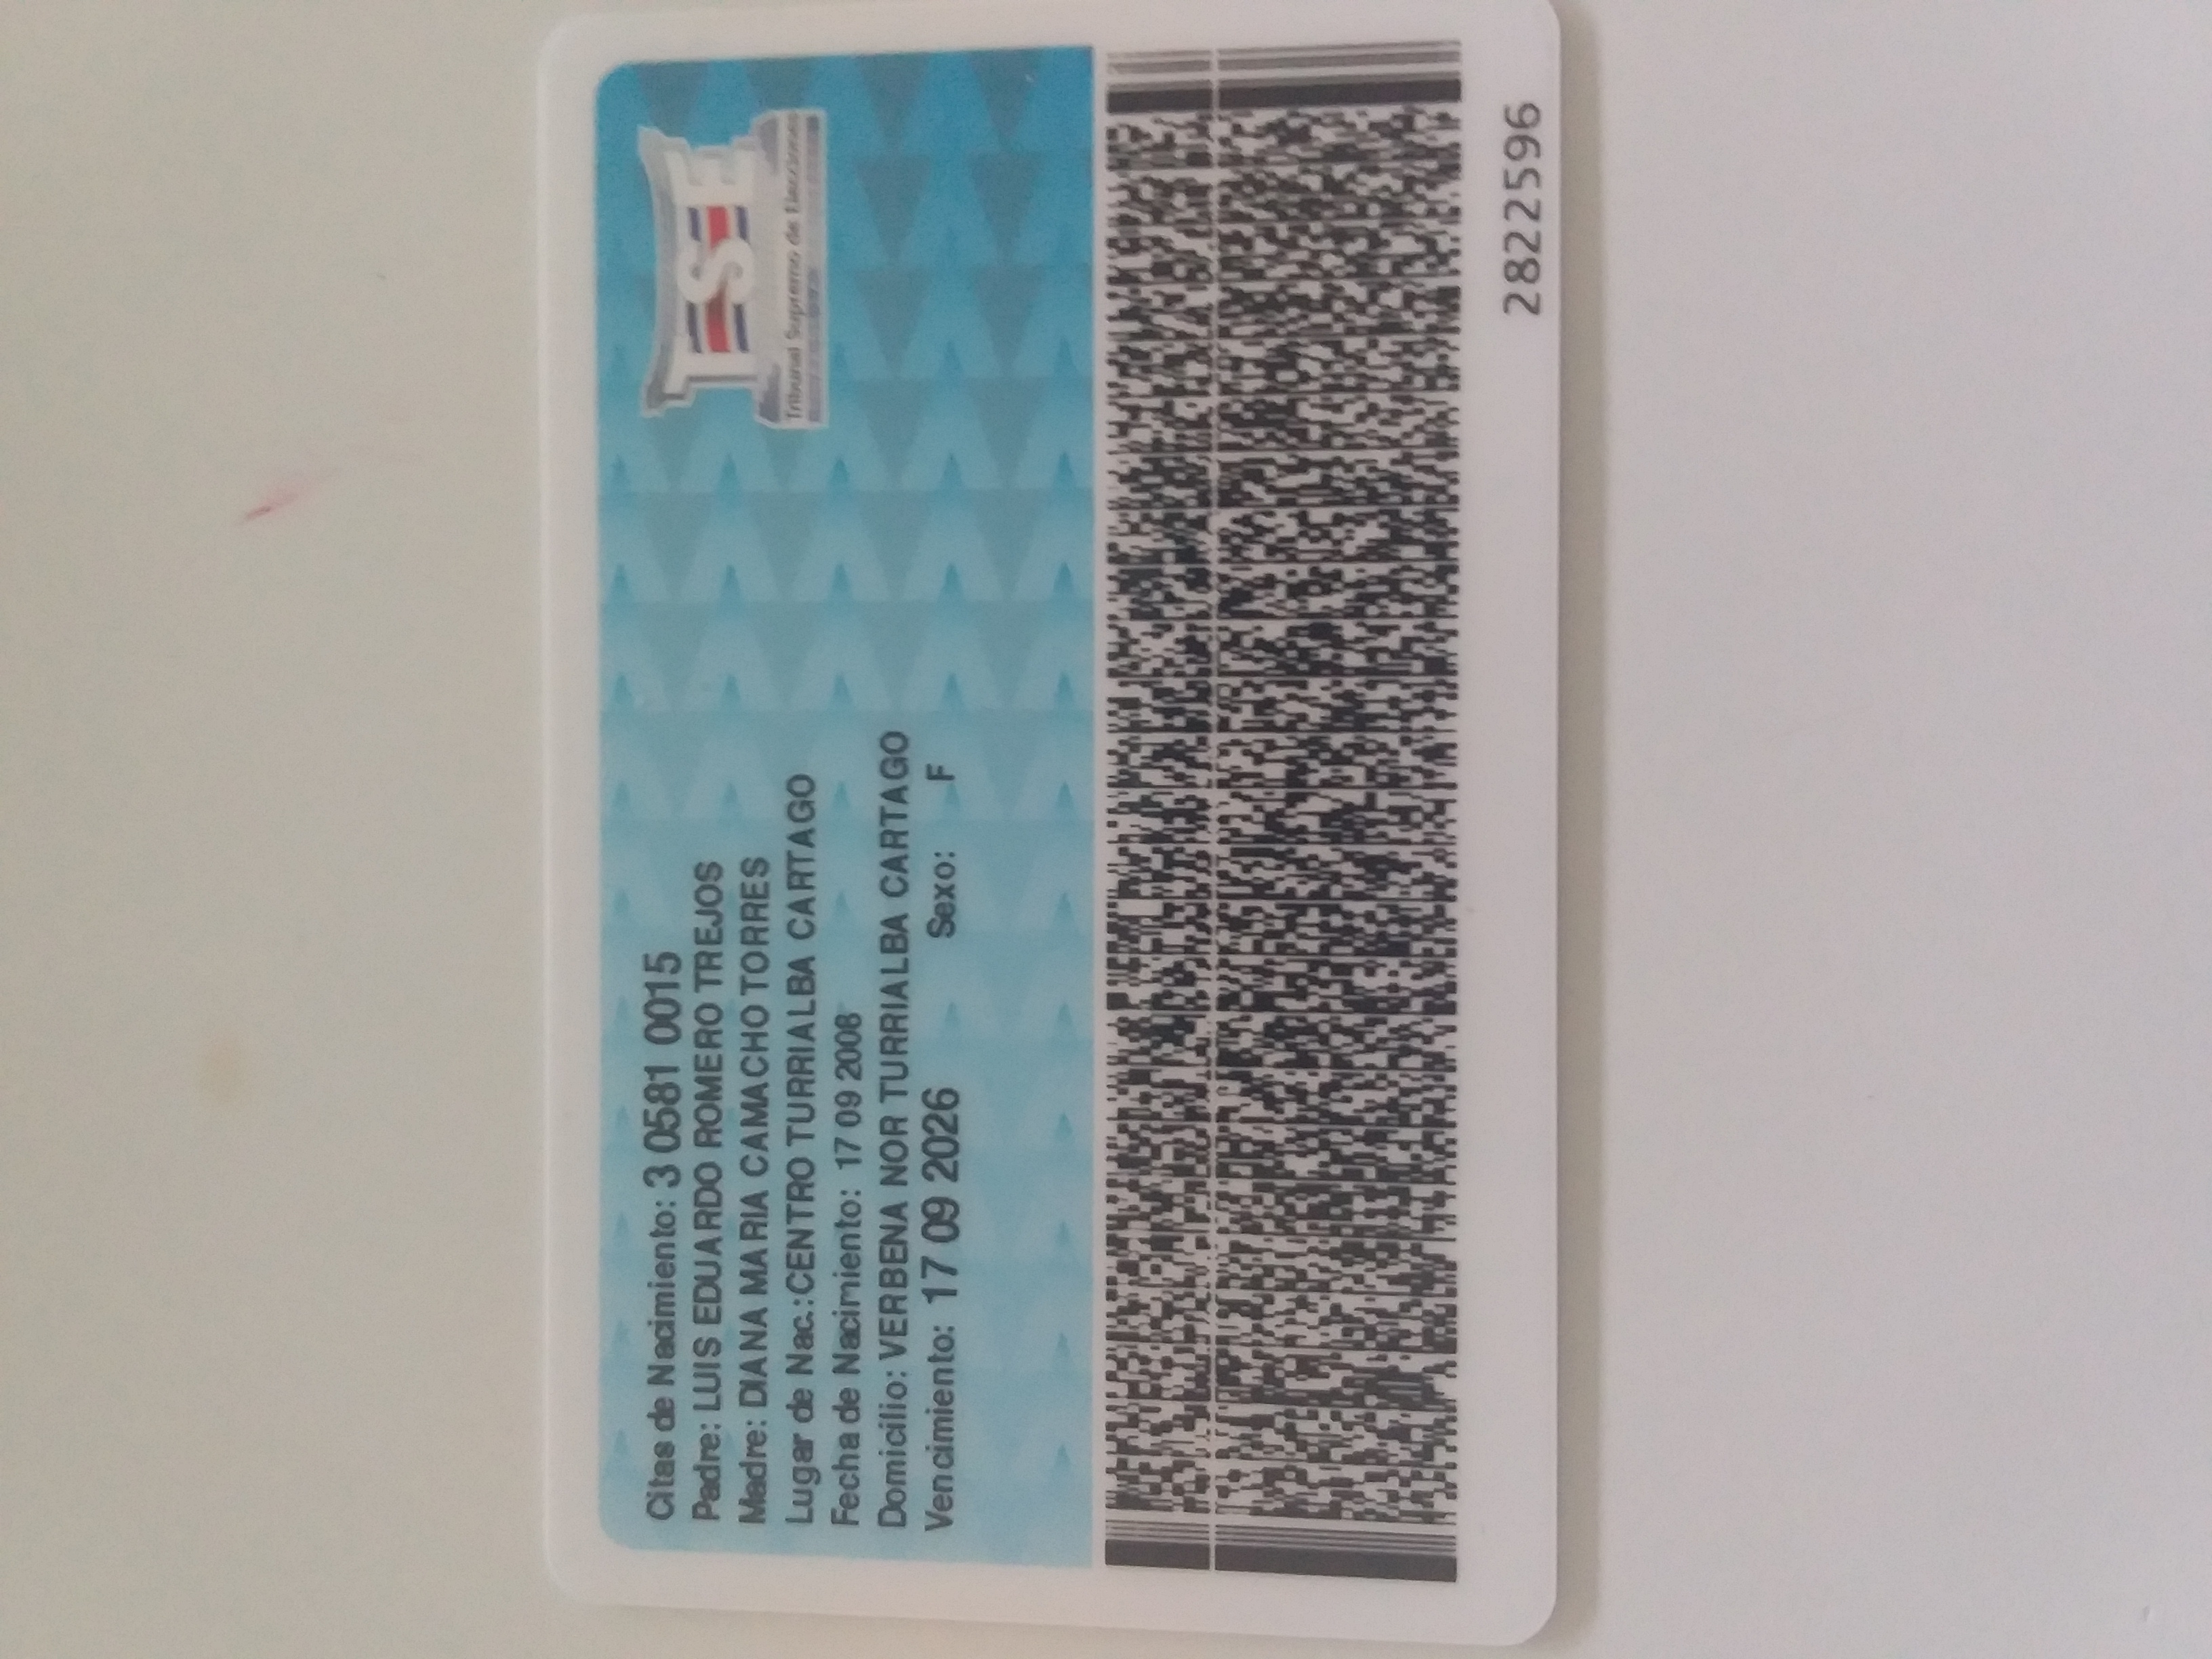 Citas de Nacimiento: 3 0581 0015
Padre: LUIS EDUARDO ROMERO TREJOS
Madre: DIANA MARIA CAMACHO TORRES
Lugar de Nac.: CENTRO TURRIALBA CARTAGO
Fecha de Nacimiento: 17 09 2008
Domicilio: VERBENA NOR TURRIALBA CARTAGO
Vencimiento: 17 09 2026 Sexo: F
TSE
Tribunal Supremo de Elecciones
2822596